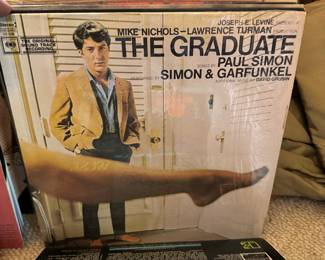 JOSEPH E. LEVINE
MIKE NICHOLS–LAWRENCE TURMAN
THE GRADUATE
THE ORIGINAL
SOUND TRACK
RECORDING
SONGS BY PAUL SIMON
SIMON & GARFUNKEL
ADDITIONAL MUSIC BY DAVID GRUSIN